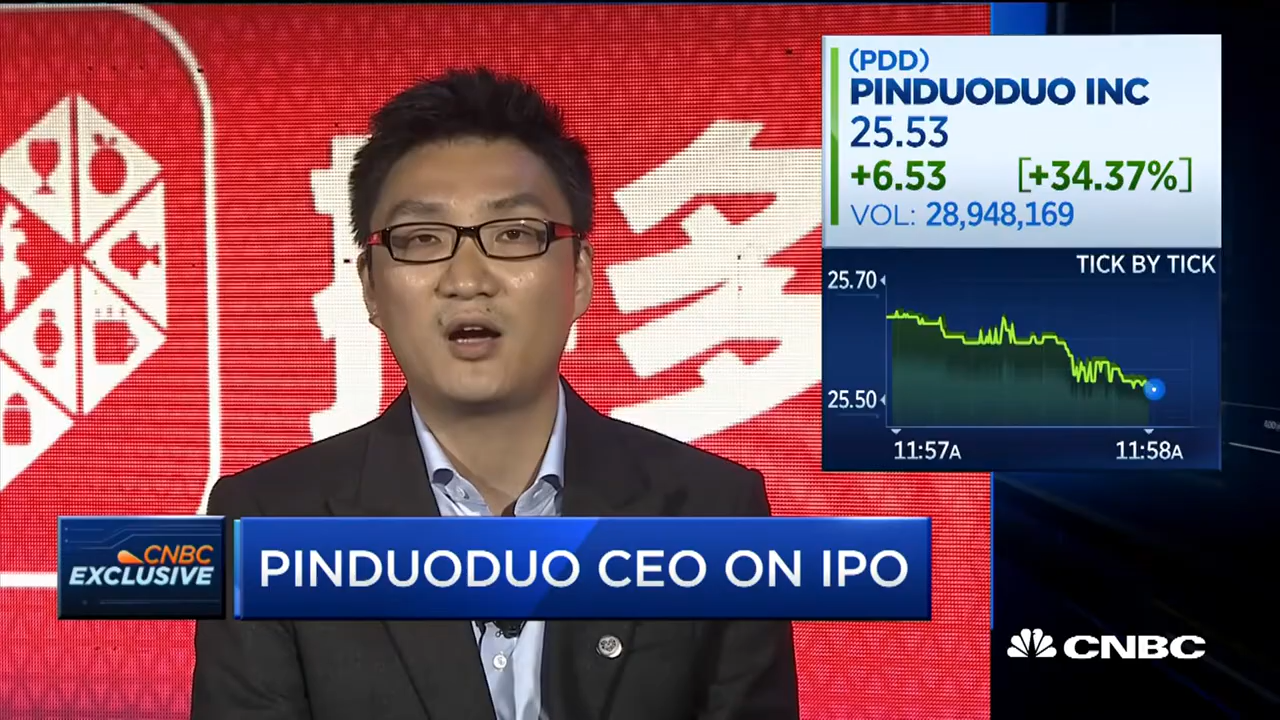 (PDD)
PINDUODUO INC
25.53
+6.53 [+34.37%]
VOL: 28,948,169
TICK BY TICK
25.70
25.50
11:57A
11:58A
CNBC
EXCLUSIVE
PINDUODUO CEO ON IPO
CNBC